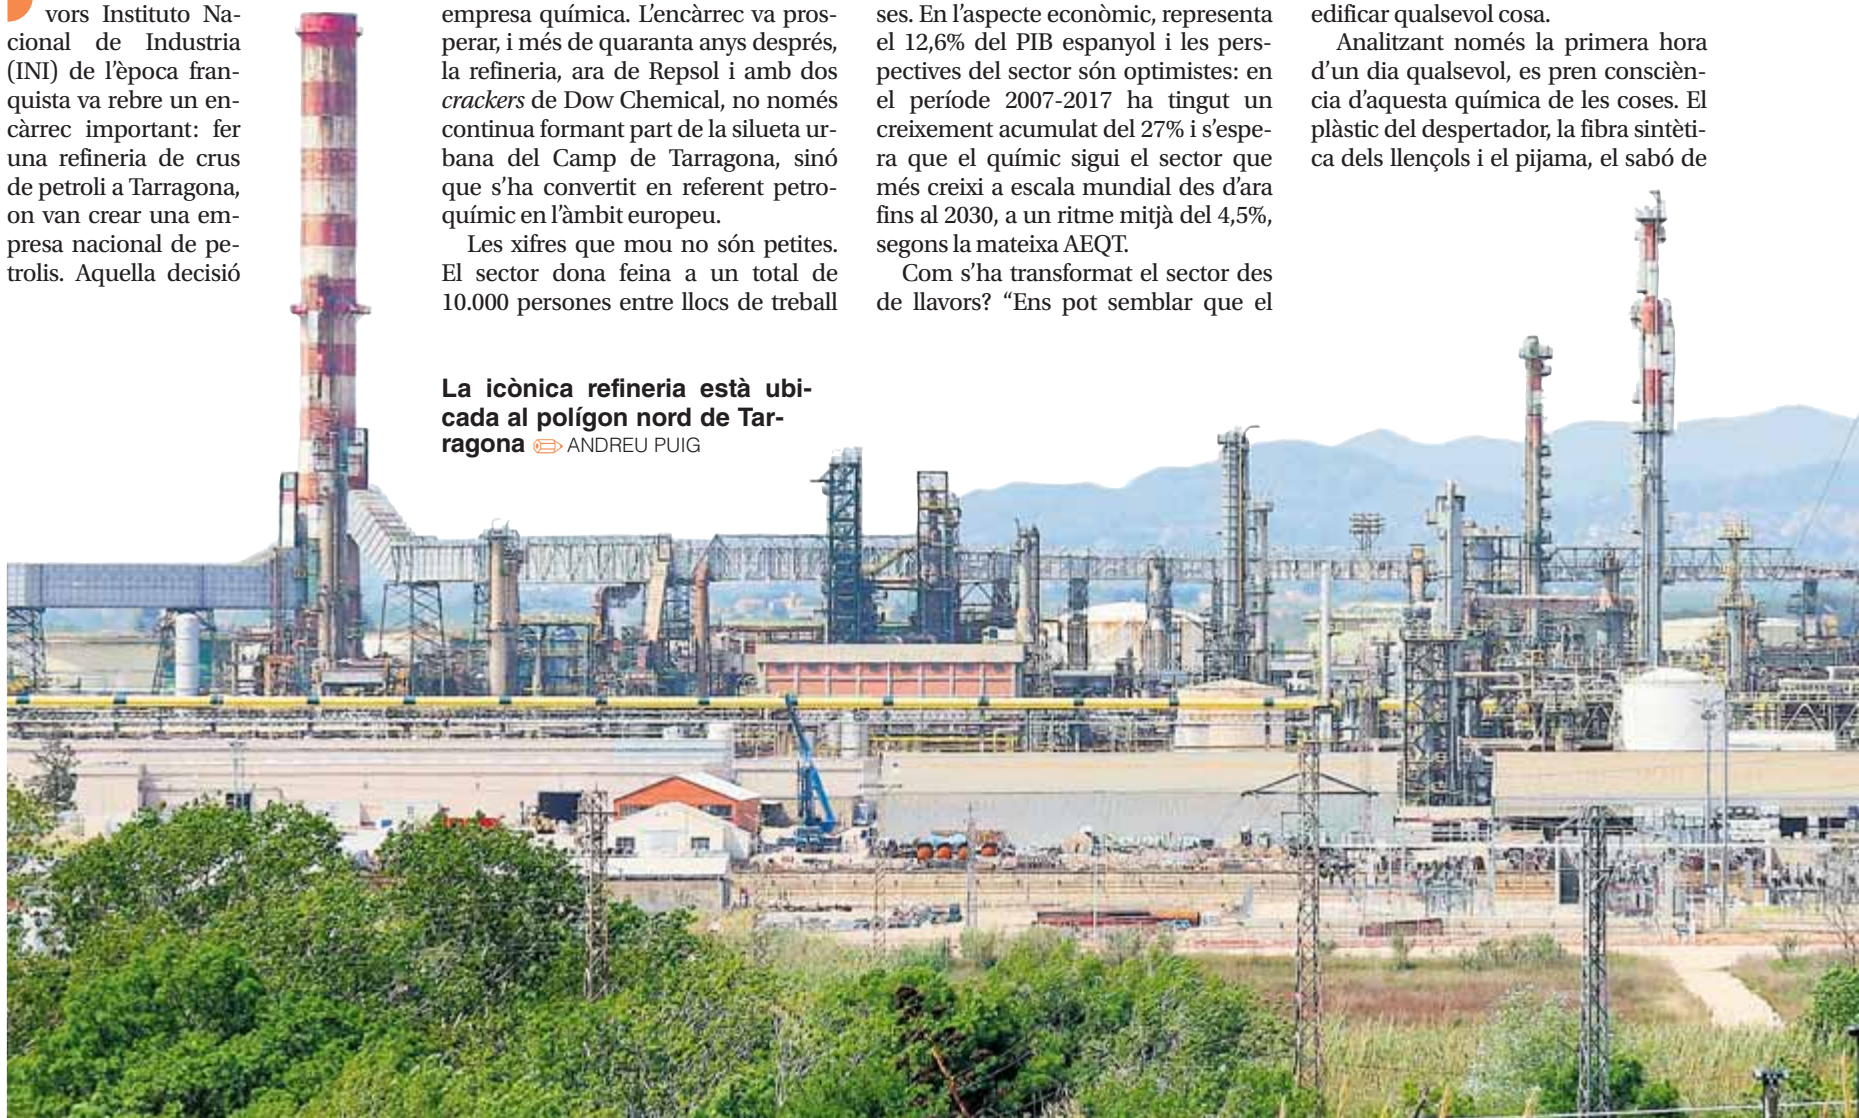 vors Instituto Na-
cional de Industria
(INI) de l’època fran-
quista va rebre un en-
càrrec important: fer
una refineria de crus
de petroli a Tarragona,
on van crear una em-
presa nacional de pe-
trolis. Aquella decisió
empresa química. L’encàrrec va pros-
perar, i més de quaranta anys després,
la refineria, ara de Repsol i amb dos
crackers de Dow Chemical, no només
continua formant part de la silueta ur-
bana del Camp de Tarragona, sinó
que s’ha convertit en referent petro-
químic en l’àmbit europeu.
Les xifres que mou no són petites.
El sector dona feina a un total de
10.000 persones entre llocs de treball
ses. En l’aspecte econòmic, representa
el 12,6% del PIB espanyol i les pers-
pectives del sector són optimistes: en
el període 2007-2017 ha tingut un
creixement acumulat del 27% i s’espe-
ra que el químic sigui el sector que
més creixi a escala mundial des d’ara
fins al 2030, a un ritme mitjà del 4,5%,
segons la mateixa AEQT.
Com s’ha transformat el sector des
de llavors? “Ens pot semblar que el
edificar qualsevol cosa.
Analitzant només la primera hora
d’un dia qualsevol, es pren conscièn-
cia d’aquesta química de les coses. El
plàstic del despertador, la fibra sintèti-
ca dels llençols i el pijama, el sabó de
La icònica refineria està ubi-
cada al polígon nord de Tar-
ragona ANDREU PUIG